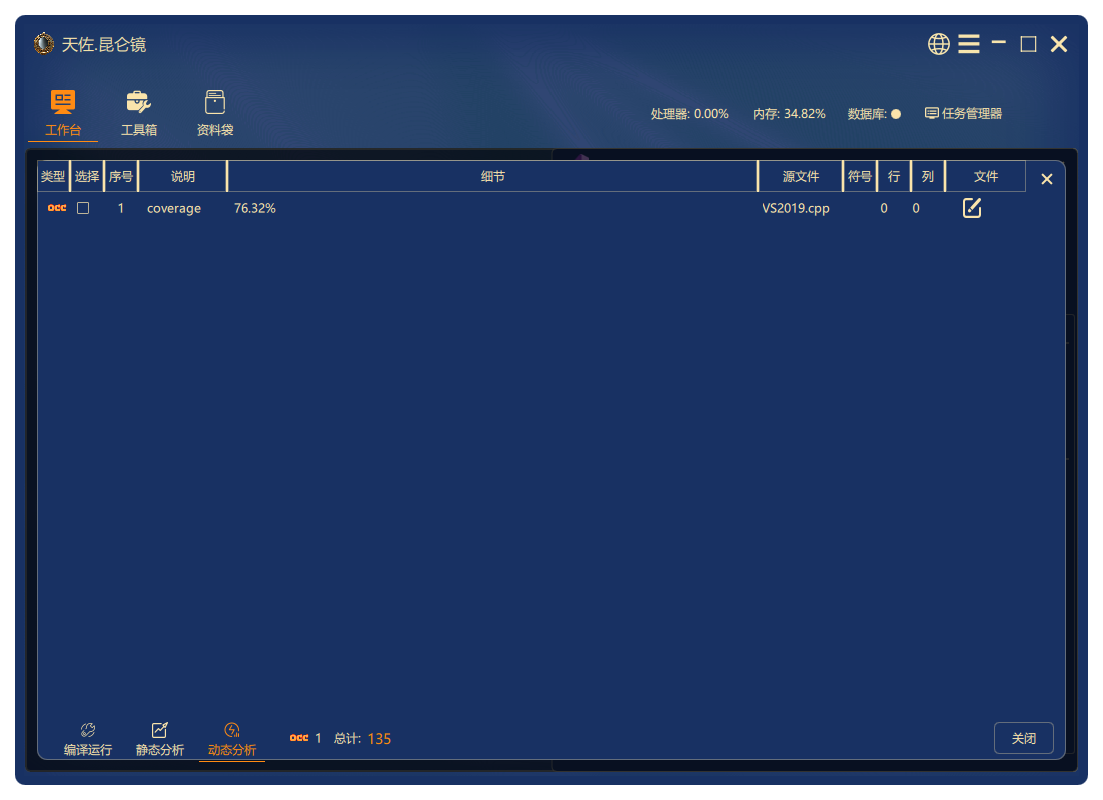 天佐.昆仑镜
工作台 工具箱 资料袋 处理器: 0.00% 内存: 34.82% 数据库: 任务管理器
类型 选择 序号 说明 细节 源文件 符号 行 列 文件
occ 1 coverage 76.32% VS2019.cpp 0 0
编译运行 静态分析 动态分析 occ 1 总计: 135 关闭